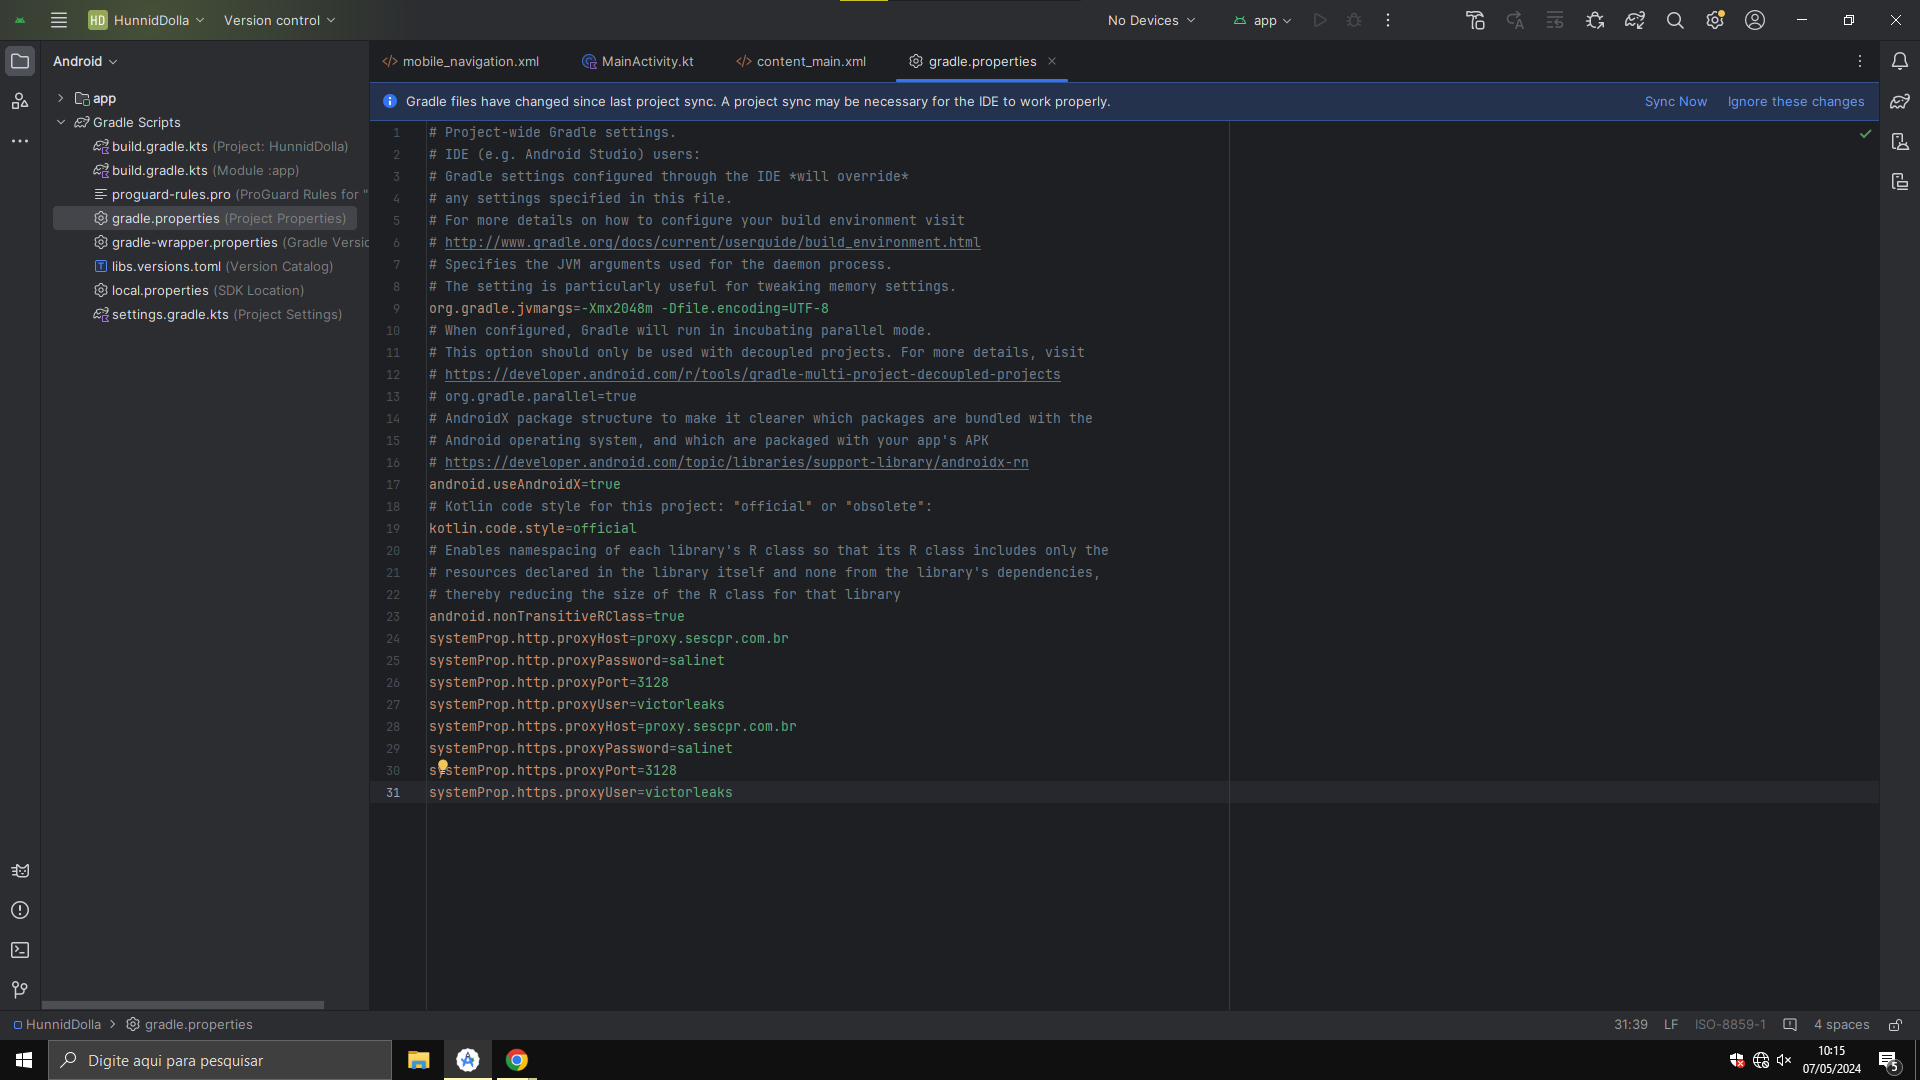 HD HunnidDolla Version control No Devices app
Android
mobile_navigation.xml MainActivity.kt content_main.xml gradle.properties
app
Gradle Scripts
build.gradle.kts (Project: HunnidDolla)
build.gradle.kts (Module :app)
proguard-rules.pro (ProGuard Rules for "
gradle.properties (Project Properties)
gradle-wrapper.properties (Gradle Versic
libs.versions.toml (Version Catalog)
local.properties (SDK Location)
settings.gradle.kts (Project Settings)
Gradle files have changed since last project sync. A project sync may be necessary for the IDE to work properly. Sync Now Ignore these changes
1 # Project-wide Gradle settings.
2 # IDE (e.g. Android Studio) users:
3 # Gradle settings configured through the IDE *will override*
4 # any settings specified in this file.
5 # For more details on how to configure your build environment visit
6 # http://www.gradle.org/docs/current/userguide/build_environment.html
7 # Specifies the JVM arguments used for the daemon process.
8 # The setting is particularly useful for tweaking memory settings.
9 org.gradle.jvmargs=-Xmx2048m -Dfile.encoding=UTF-8
10 # When configured, Gradle will run in incubating parallel mode.
11 # This option should only be used with decoupled projects. For more details, visit
12 # https://developer.android.com/r/tools/gradle-multi-project-decoupled-projects
13 # org.gradle.parallel=true
14 # AndroidX package structure to make it clearer which packages are bundled with the
15 # Android operating system, and which are packaged with your app's APK
16 # https://developer.android.com/topic/libraries/support-library/androidx-rn
17 android.useAndroidX=true
18 # Kotlin code style for this project: "official" or "obsolete":
19 kotlin.code.style=official
20 # Enables namespacing of each library's R class so that its R class includes only the
21 # resources declared in the library itself and none from the library's dependencies,
22 # thereby reducing the size of the R class for that library
23 android.nonTransitiveRClass=true
24 systemProp.http.proxyHost=proxy.sescpr.com.br
25 systemProp.http.proxyPassword=salinet
26 systemProp.http.proxyPort=3128
27 systemProp.http.proxyUser=victorleaks
28 systemProp.https.proxyHost=proxy.sescpr.com.br
29 systemProp.https.proxyPassword=salinet
30 systemProp.https.proxyPort=3128
31 systemProp.https.proxyUser=victorleaks
HunnidDolla gradle.properties 31:39 LF ISO-8859-1 4 spaces
Digite aqui para pesquisar
10:15
07/05/2024
5